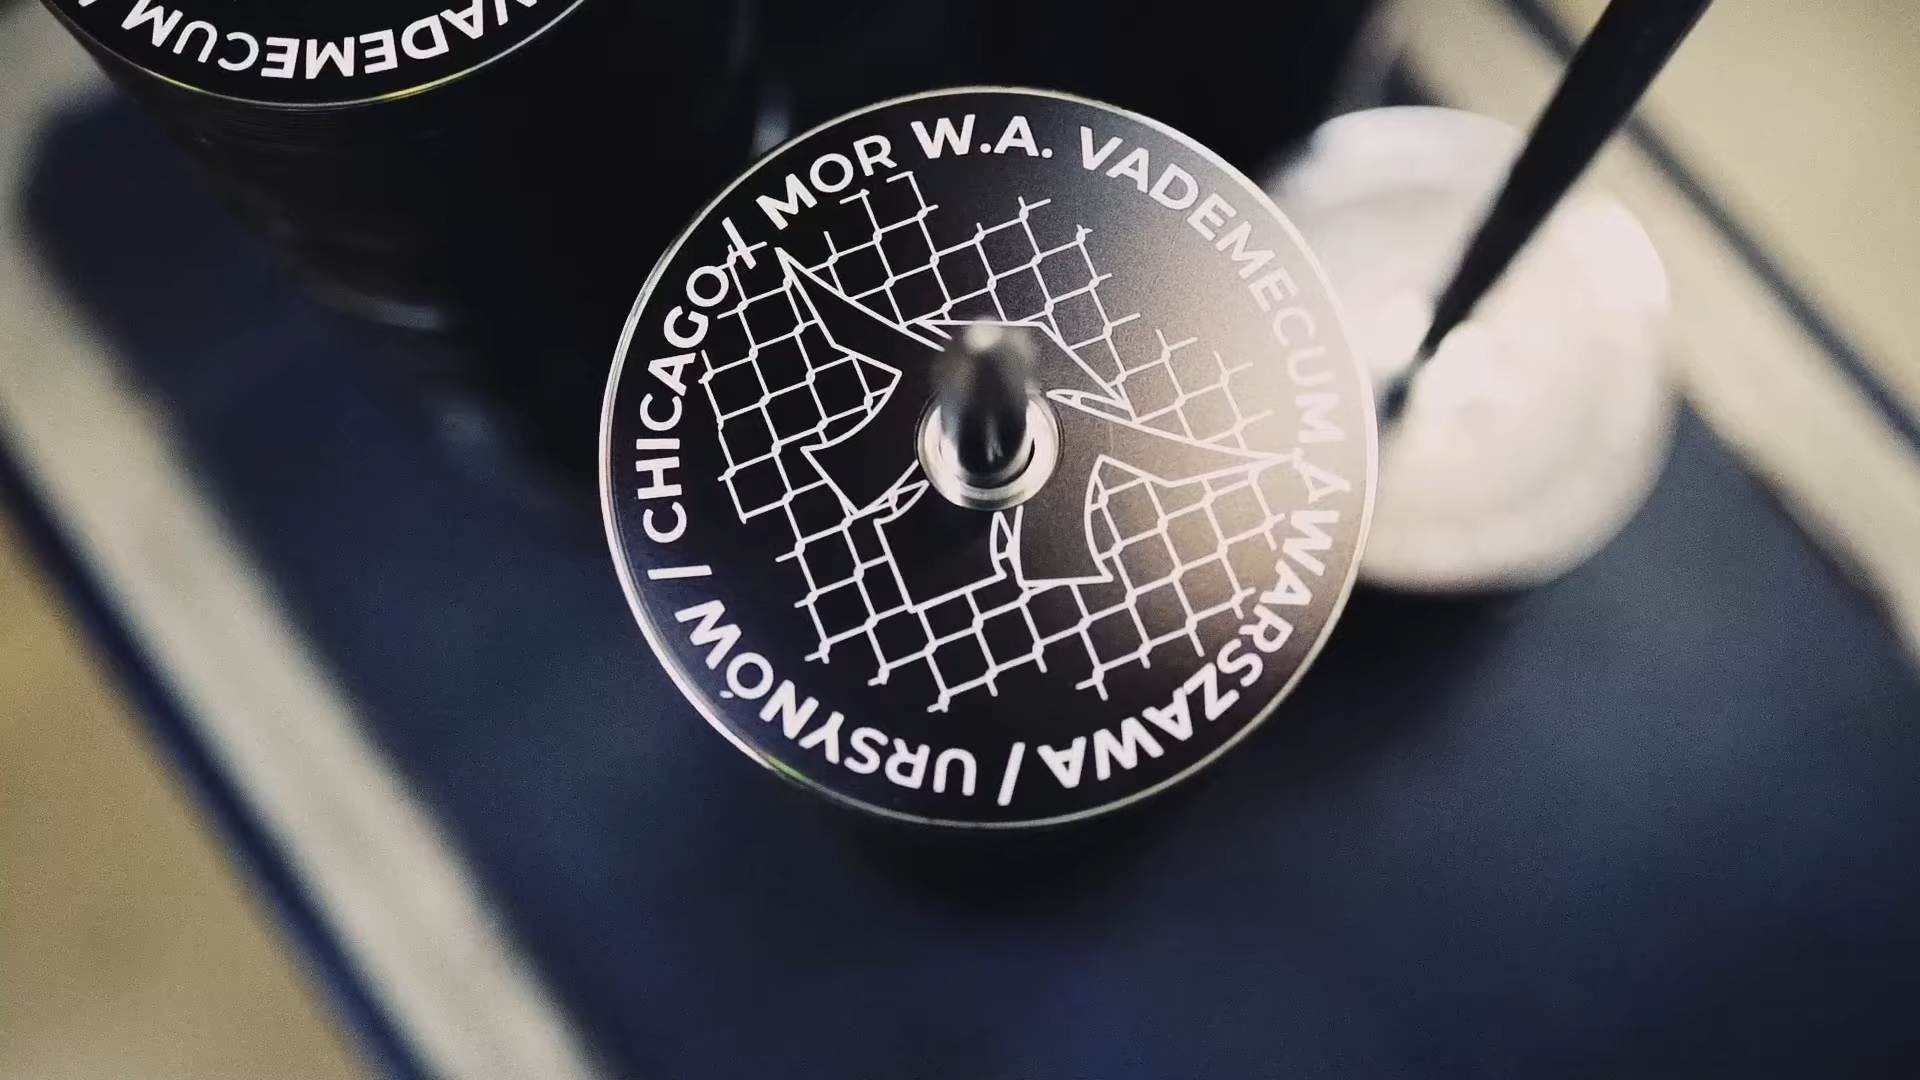 VADEMECUM /
MOR W.A. VADEMECUM / WARSZAWA / URSYNÓW / CHICAGO /